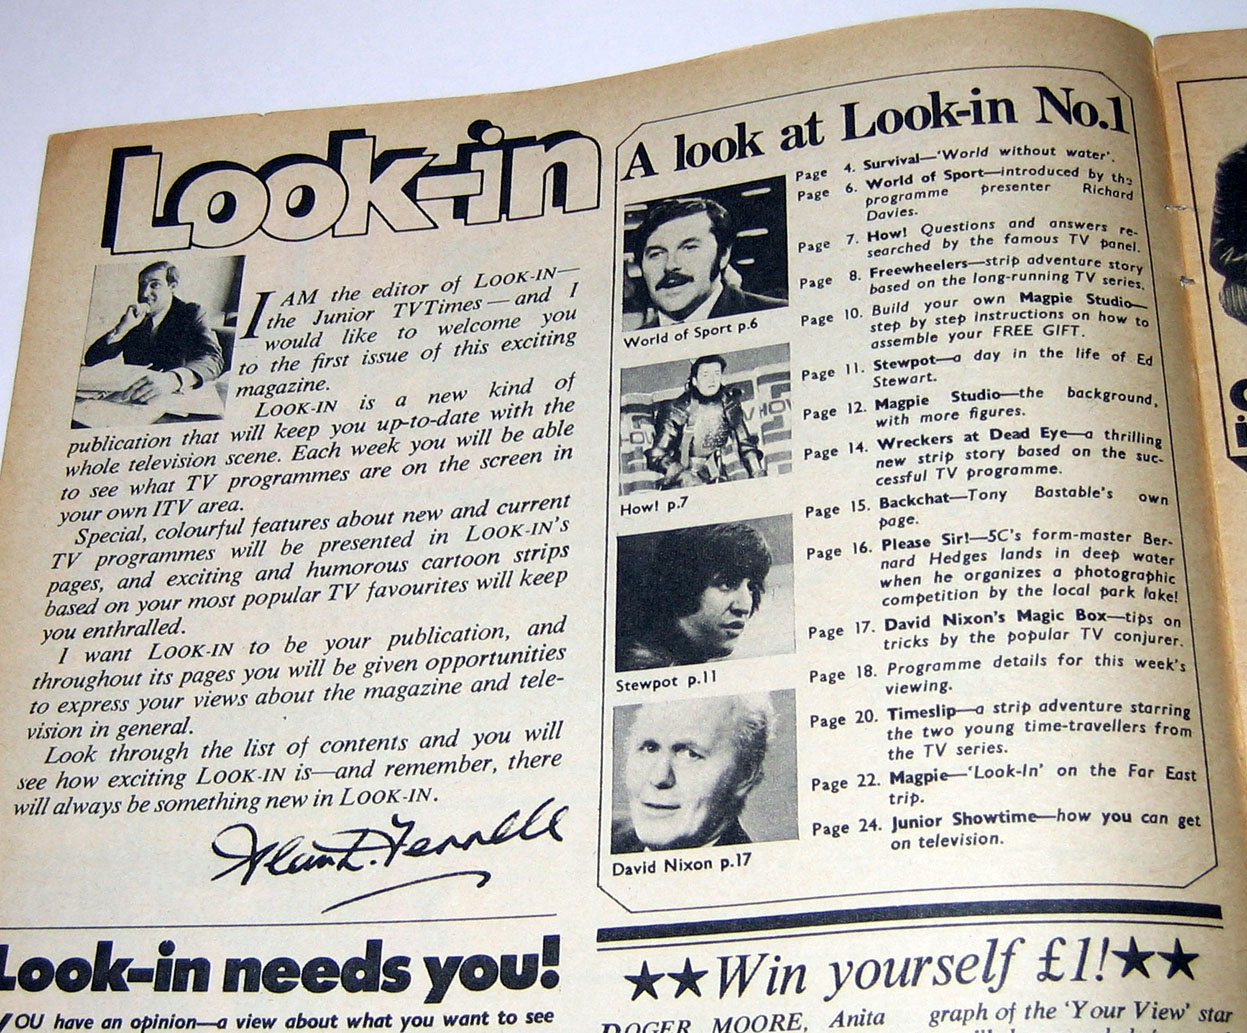 Look-in
I AM the editor of LOOK-IN—
the Junior TVTimes — and I
would like to welcome you
to the first issue of this exciting
magazine.
LOOK-IN is a new kind of
publication that will keep you up-to-date with the
whole television scene. Each week you will be able
to see what TV programmes are on the screen in
your own ITV area.
Special, colourful features about new and current
TV programmes will be presented in LOOK-IN'S
pages, and exciting and humorous cartoon strips
based on your most popular TV favourites will keep
you enthralled.
I want LOOK-IN to be your publication, and
throughout its pages you will be given opportunities
to express your views about the magazine and tele-
vision in general.
Look through the list of contents and you will
see how exciting LOOK-IN is—and remember, there
will always be something new in LOOK-IN.
Alan D. Fennell
Look-in needs you!
YOU have an opinion—a view about what you want to see
A look at Look-in No.1
World of Sport p.6
How! p.7
Stewpot p.11
David Nixon p.17
Page 4. Survival—'World without water'.
Page 6. World of Sport—introduced by the
programme presenter Richard
Davies.
Page 7. How! Questions and answers re-
searched by the famous TV panel.
Page 8. Freewheelers—strip adventure story
based on the long-running TV series.
Page 10. Build your own Magpie Studio—
step by step instructions on how to
assemble your FREE GIFT.
Page 11. Stewpot—a day in the life of Ed
Stewart.
Page 12. Magpie Studio—the background,
with more figures.
Page 14. Wreckers at Dead Eye—a thrilling
new strip story based on the suc-
cessful TV programme.
Page 15. Backchat—Tony Bastable's own
page.
Page 16. Please Sir!—5C's form-master Ber-
nard Hedges lands in deep water
when he organizes a photographic
competition by the local park lake!
Page 17. David Nixon's Magic Box—tips on
tricks by the popular TV conjurer.
Page 18. Programme details for this week's
viewing.
Page 20. Timeslip—a strip adventure starring
the two young time-travellers from
the TV series.
Page 22. Magpie—'Look-In' on the Far East
trip.
Page 24. Junior Showtime—how you can get
on television.
★★Win yourself £1!★★
ROGER MOORE, Anita
graph of the 'Your View' star